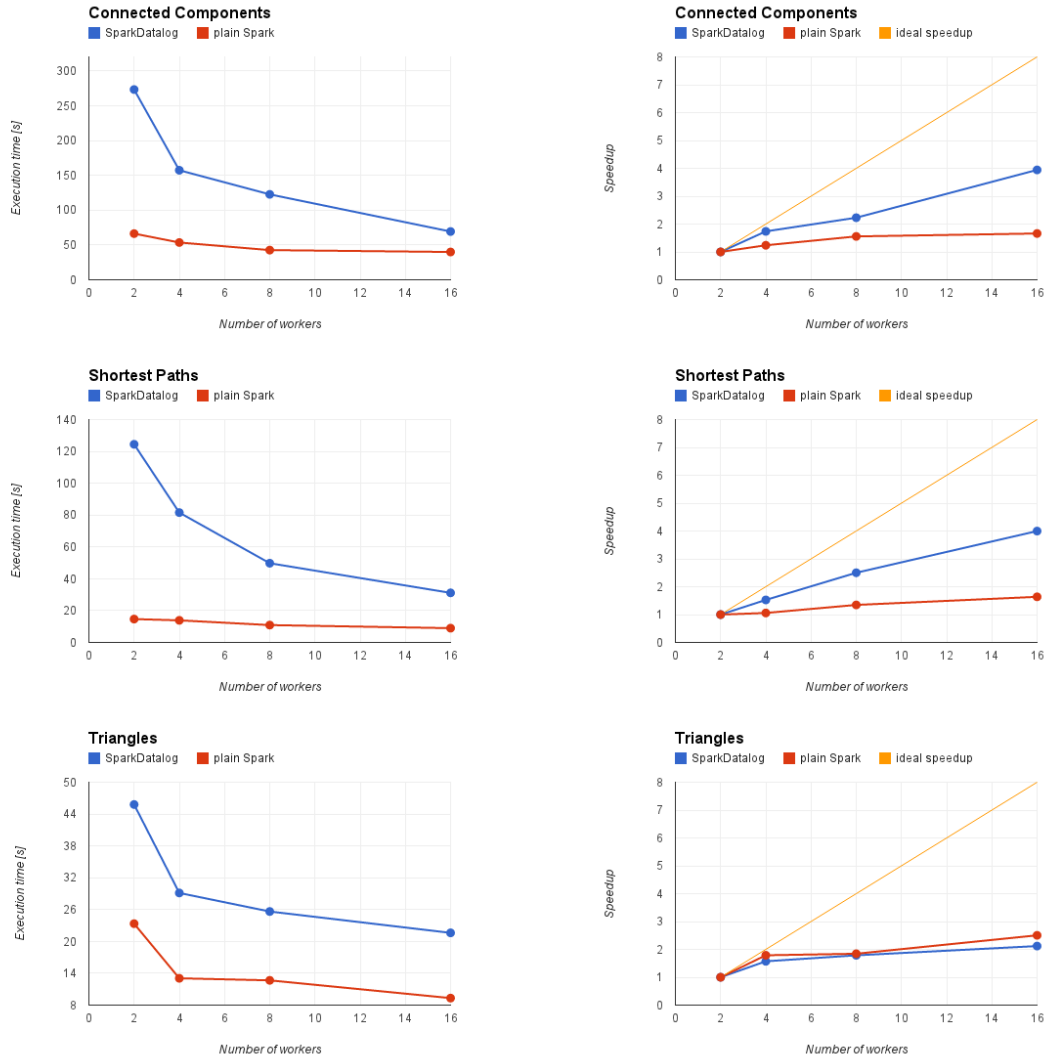 Connected Components
SparkDatalog plain Spark
Execution time [s]
300
250
200
150
100
50
0
0 2 4 6 8 10 12 14 16
Number of workers
Connected Components
SparkDatalog plain Spark ideal speedup
Speedup
8
7
6
5
4
3
2
1
0
0 2 4 6 8 10 12 14 16
Number of workers
Shortest Paths
SparkDatalog plain Spark
Execution time [s]
140
120
100
80
60
40
20
0
0 2 4 6 8 10 12 14 16
Number of workers
Shortest Paths
SparkDatalog plain Spark ideal speedup
Speedup
8
7
6
5
4
3
2
1
0
0 2 4 6 8 10 12 14 16
Number of workers
Triangles
SparkDatalog plain Spark
Execution time [s]
50
44
38
32
26
20
14
8
0 2 4 6 8 10 12 14 16
Number of workers
Triangles
SparkDatalog plain Spark ideal speedup
Speedup
8
7
6
5
4
3
2
1
0
0 2 4 6 8 10 12 14 16
Number of workers